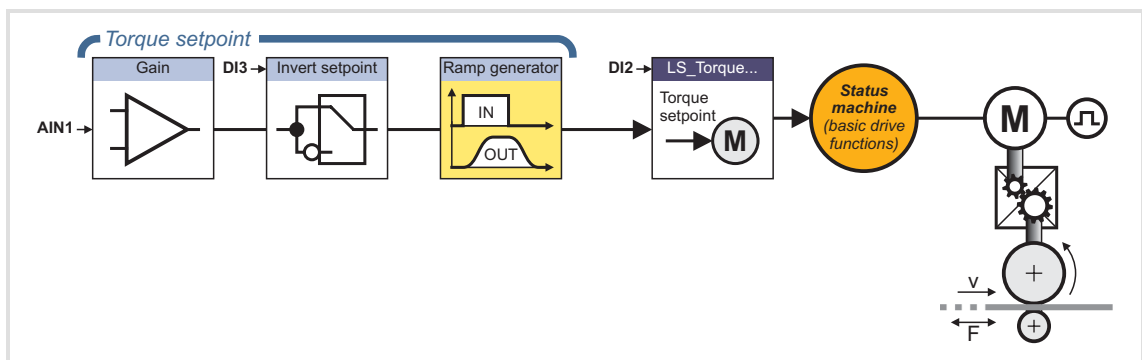 Torque setpoint
Gain
DI3
Invert setpoint
Ramp generator
DI2
LS_Torque...
AIN1
IN
OUT
Torque
setpoint
M
Status
machine
(basic drive
functions)
M
v
F